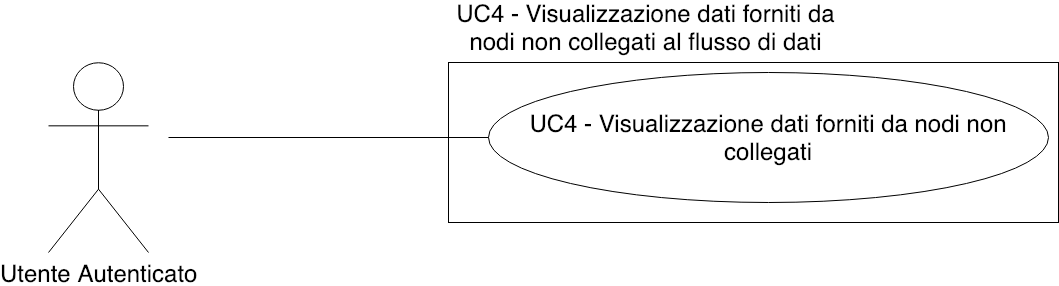 UC4 - Visualizzazione dati forniti da
nodi non collegati al flusso di dati
UC4 - Visualizzazione dati forniti da nodi non
collegati
Utente Autenticato